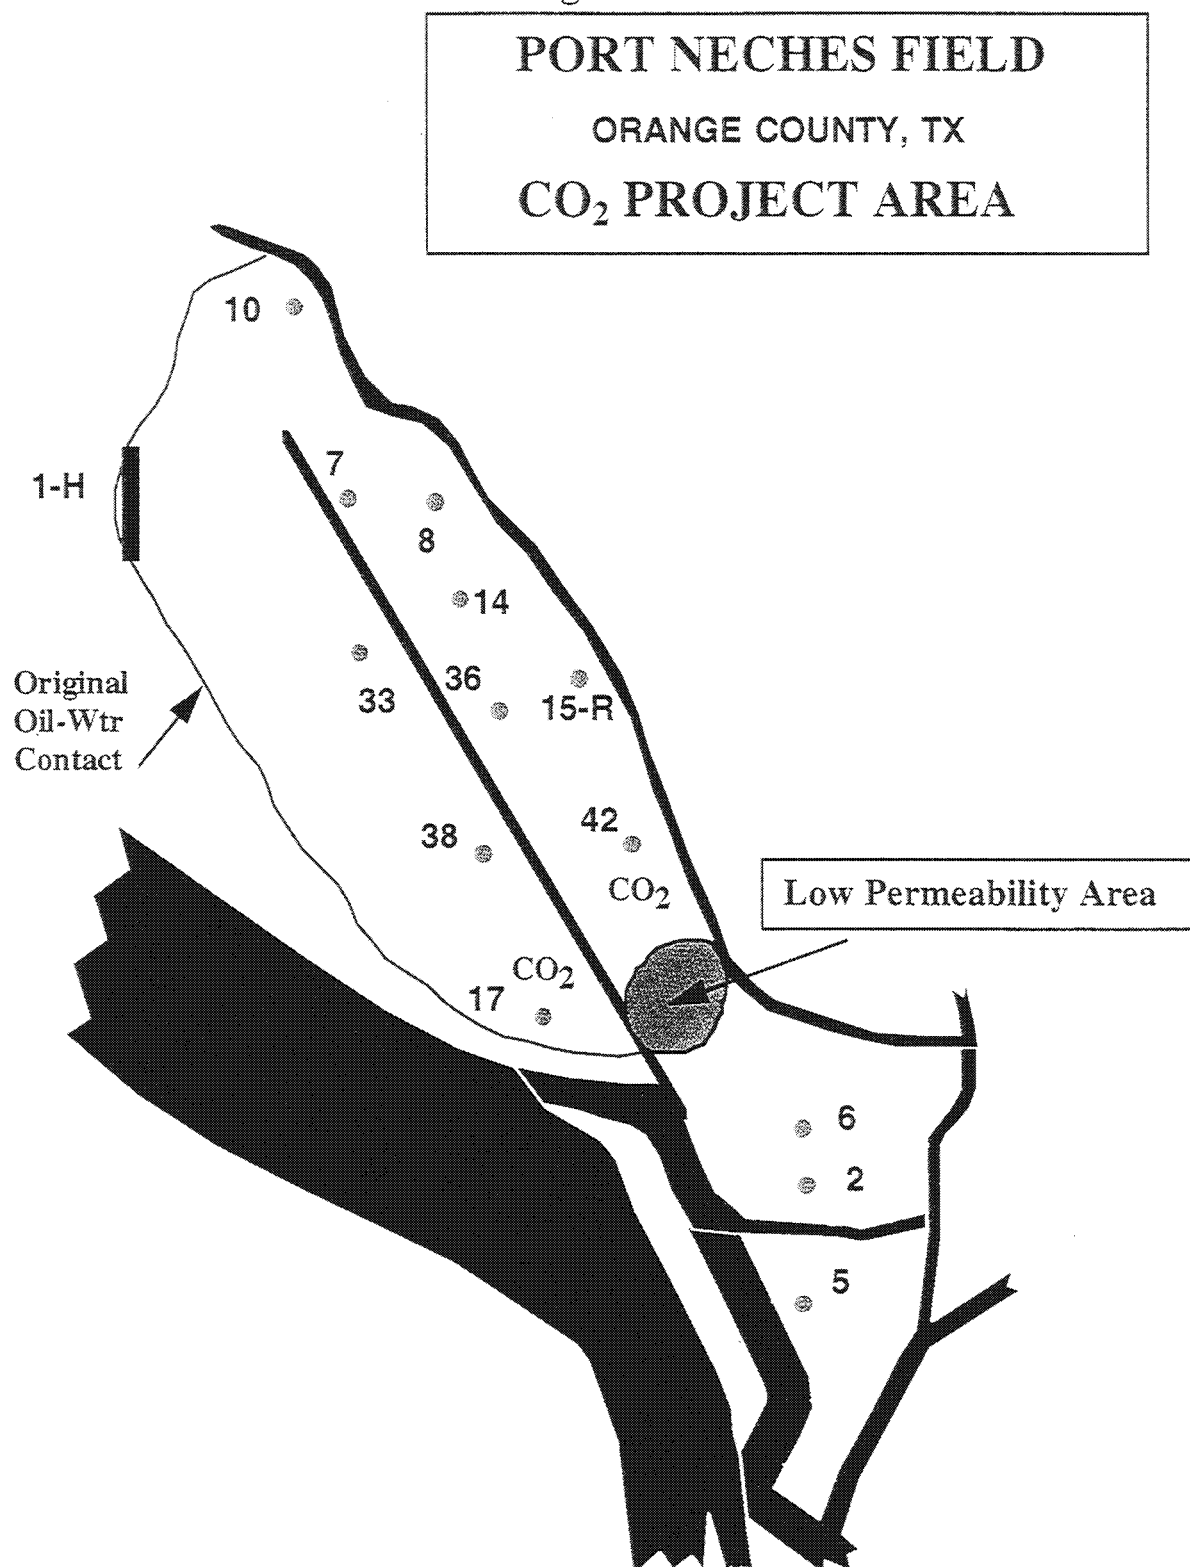 PORT NECHES FIELD
ORANGE COUNTY, TX
CO₂ PROJECT AREA
10
7
1-H
8
14
Original
Oil-Wtr
Contact
33
36
15-R
42
38
CO₂
Low Permeability Area
CO₂
17
6
2
5